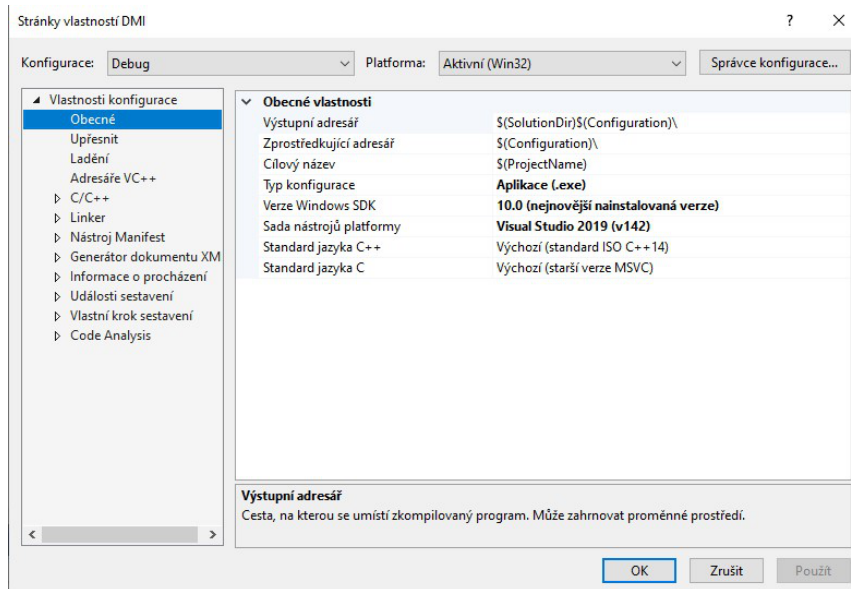 Stránky vlastností DMI
Konfigurace: Debug Platforma: Aktivní (Win32) Správce konfigurace...
Vlastnosti konfigurace
Obecné
Upřesnit
Ladění
Adresáře VC++
C/C++
Linker
Nástroj Manifest
Generátor dokumentu XM
Informace o procházení
Události sestavení
Vlastní krok sestavení
Code Analysis
Obecné vlastnosti
Výstupní adresář $(SolutionDir)$(Configuration)\
Zprostředkující adresář $(Configuration)\
Cílový název $(ProjectName)
Typ konfigurace Aplikace (.exe)
Verze Windows SDK 10.0 (nejnovější nainstalovaná verze)
Sada nástrojů platformy Visual Studio 2019 (v142)
Standard jazyka C++ Výchozí (standard ISO C++14)
Standard jazyka C Výchozí (starší verze MSVC)
Výstupní adresář
Cesta, na kterou se umístí zkompilovaný program. Může zahrnovat proměnné prostředí.
OK Zrušit Použít